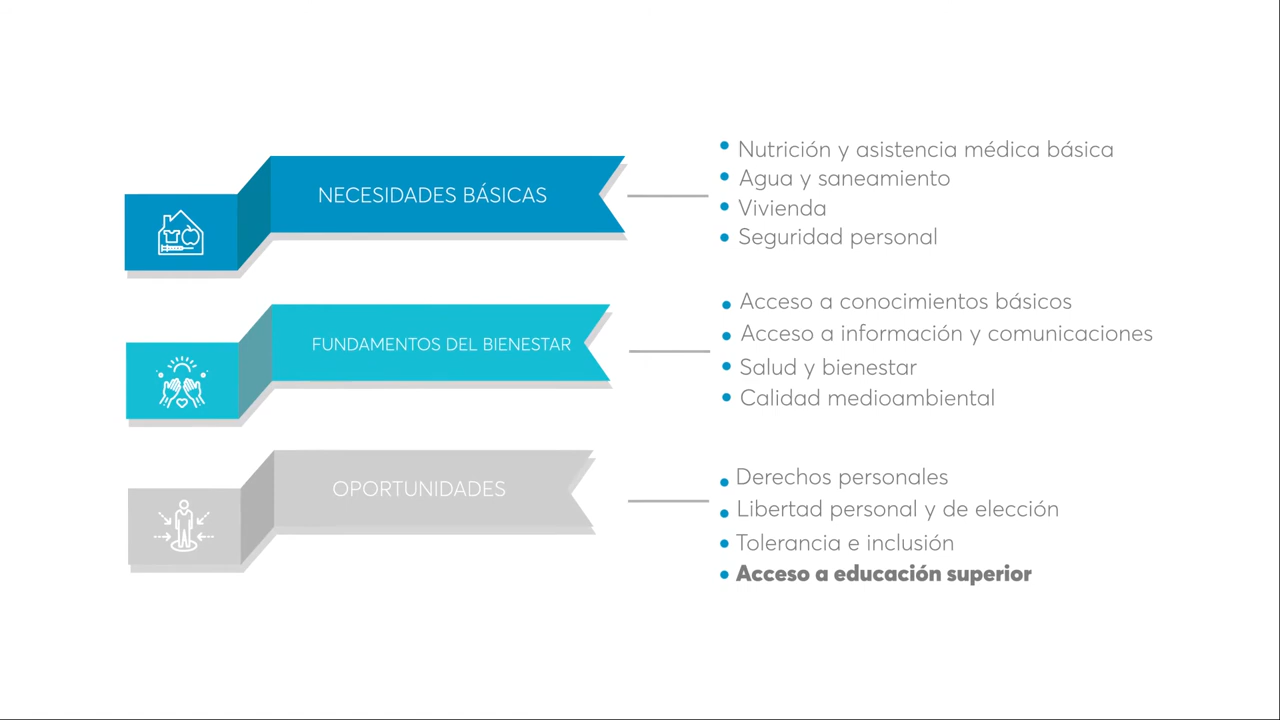 NECESIDADES BÁSICAS
Nutrición y asistencia médica básica
Agua y saneamiento
Vivienda
Seguridad personal
FUNDAMENTOS DEL BIENESTAR
Acceso a conocimientos básicos
Acceso a información y comunicaciones
Salud y bienestar
Calidad medioambiental
OPORTUNIDADES
Derechos personales
Libertad personal y de elección
Tolerancia e inclusión
Acceso a educación superior